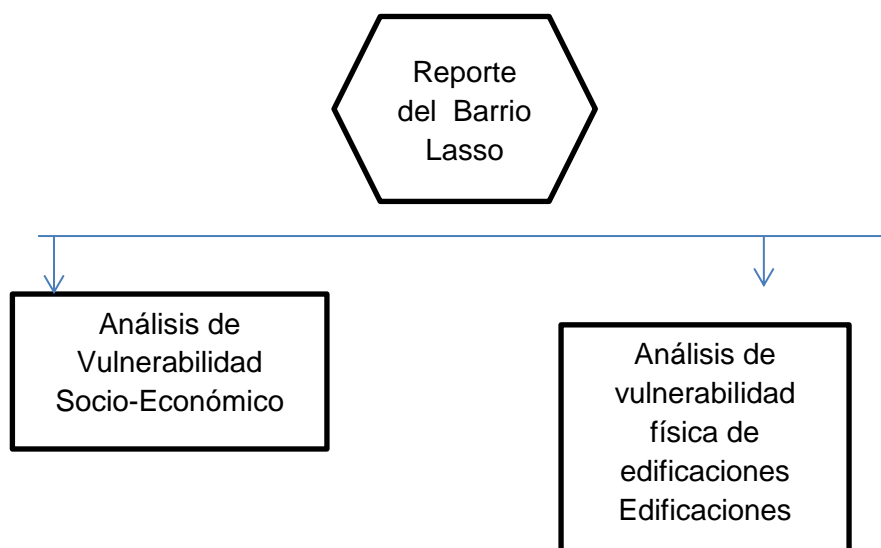 Reporte
del Barrio
Lasso
Análisis de
Vulnerabilidad
Socio-Económico
Análisis de
vulnerabilidad
física de
edificaciones
Edificaciones